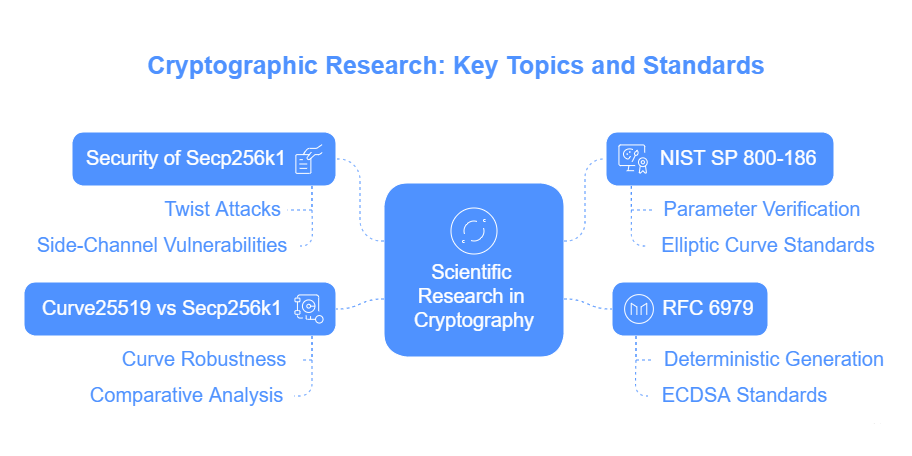 Cryptographic Research: Key Topics and Standards
Security of Secp256k1
Twist Attacks
Side-Channel Vulnerabilities
Curve25519 vs Secp256k1
Curve Robustness
Comparative Analysis
Scientific
Research in
Cryptography
NIST SP 800-186
Parameter Verification
Elliptic Curve Standards
RFC 6979
Deterministic Generation
ECDSA Standards